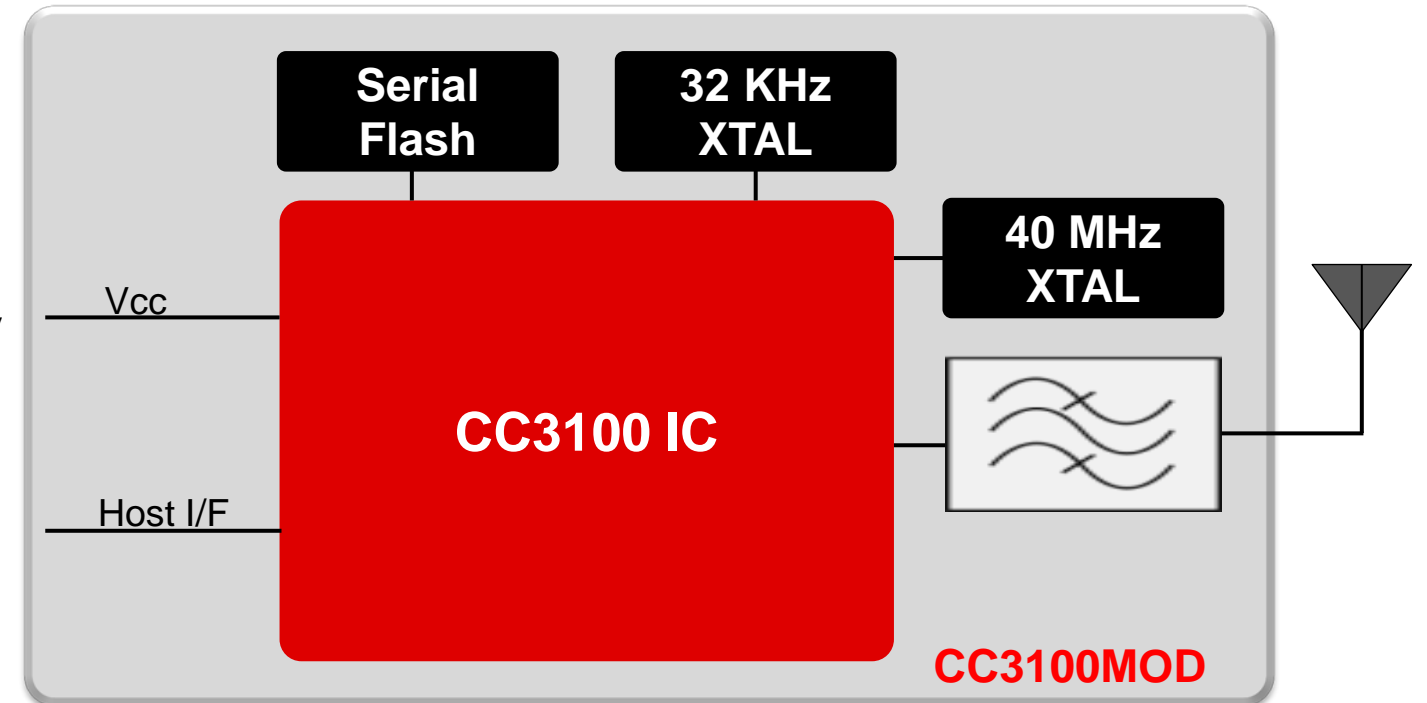 Serial
Flash
32 KHz
XTAL
40 MHz
XTAL
Vcc
CC3100 IC
Host I/F
CC3100MOD